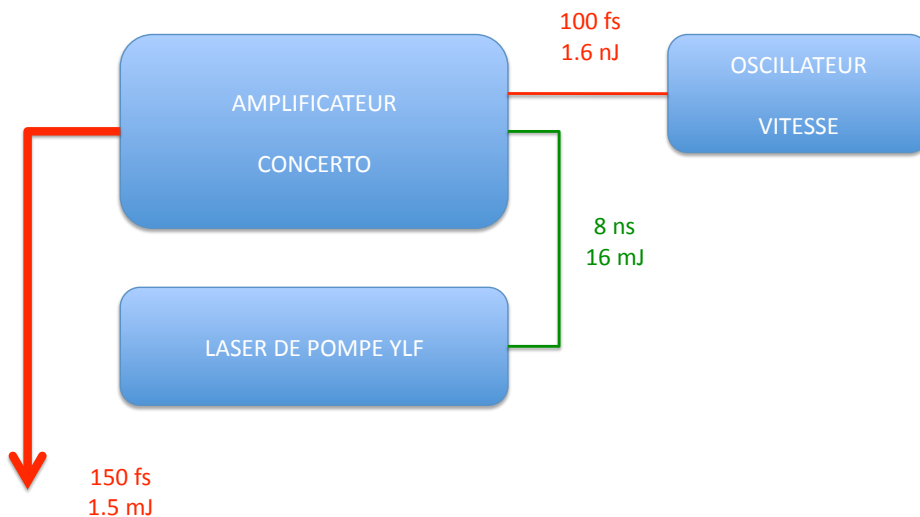 100 fs
1.6 nJ
OSCILLATEUR
VITESSE
AMPLIFICATEUR
CONCERTO
8 ns
16 mJ
LASER DE POMPE YLF
150 fs
1.5 mJ